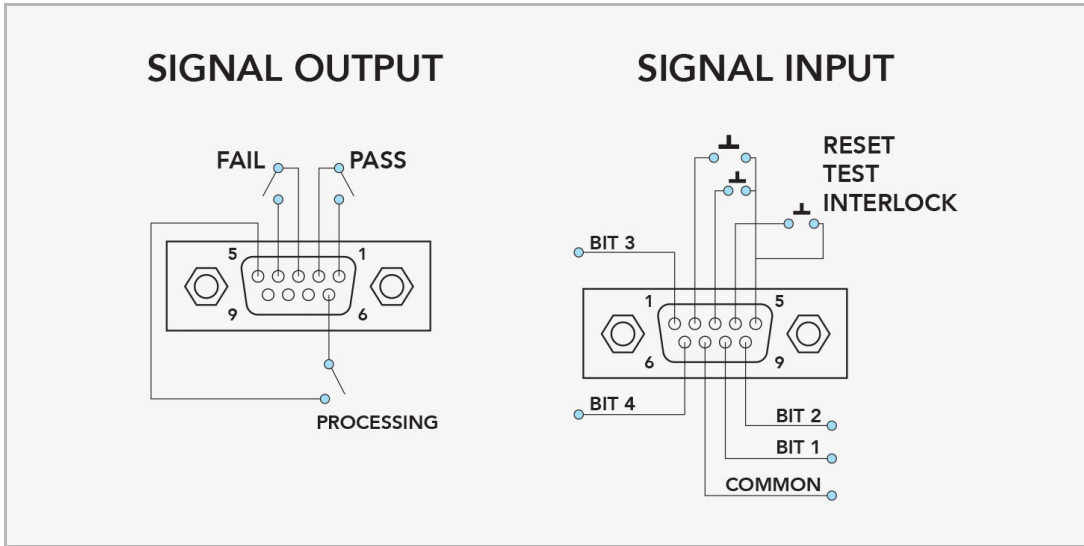 SIGNAL OUTPUT
FAIL
PASS
5
1
9
6
PROCESSING
SIGNAL INPUT
RESET
TEST
INTERLOCK
BIT 3
1
5
6
9
BIT 4
BIT 2
BIT 1
COMMON